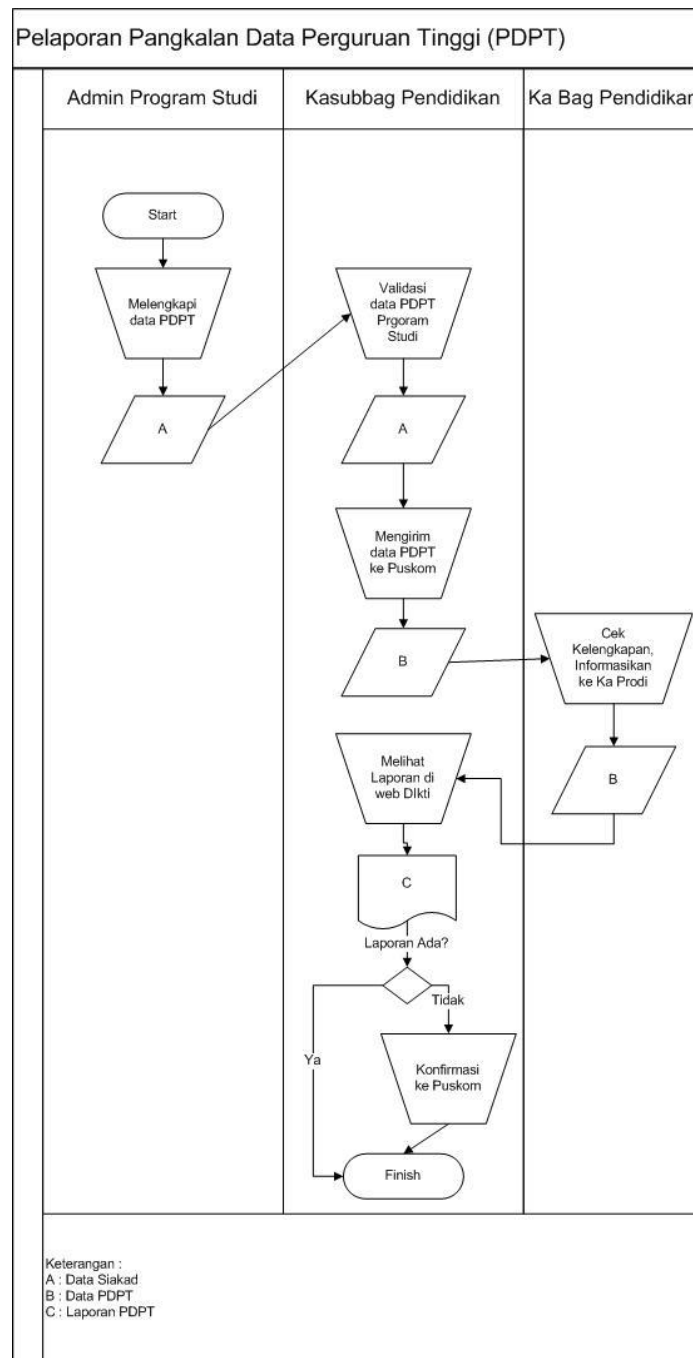 Pelaporan Pangkalan Data Perguruan Tinggi (PDPT)
Admin Program Studi
Kasubbag Pendidikan
Ka Bag Pendidikan
Start
Melengkapi
data PDPT
A
Validasi
data PDPT
Prgoram
Studi
A
Mengirim
data PDPT
ke Puskom
B
Cek
Kelengkapan,
Informasikan
ke Ka Prodi
B
Melihat
Laporan di
web DIkti
C
Laporan Ada?
Tidak
Ya
Konfirmasi
ke Puskom
Finish
Keterangan :
A : Data Siakad
B : Data PDPT
C : Laporan PDPT